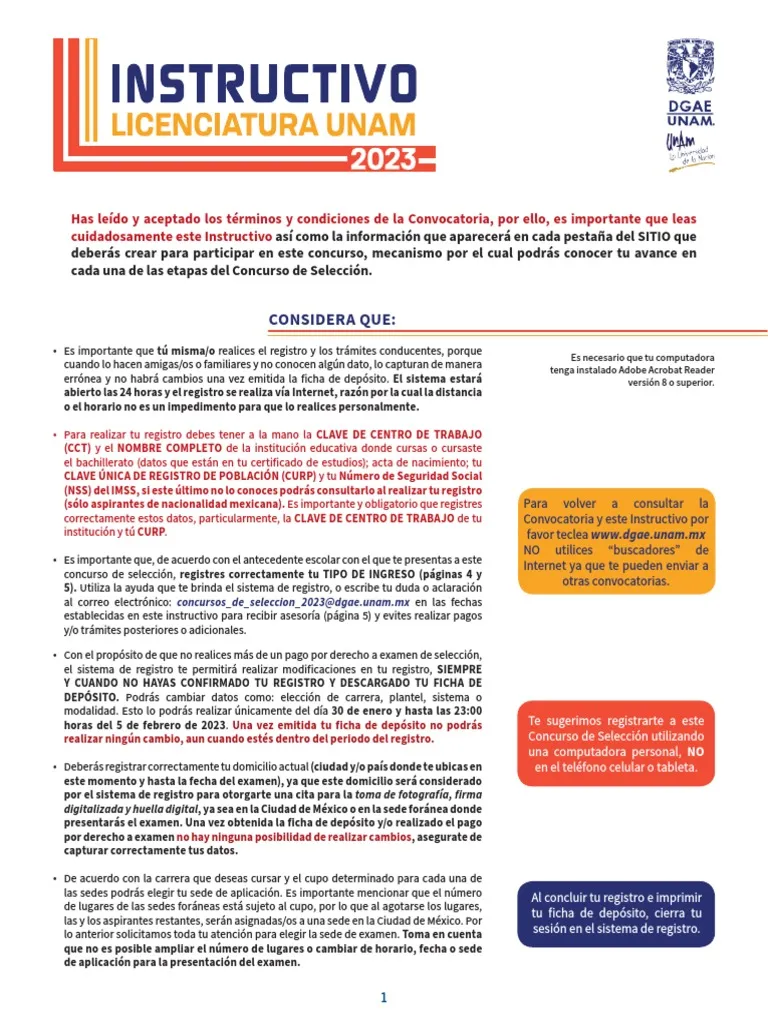 INSTRUCTIVO
LICENCIATURA UNAM
2023
DGAE
UNAM.
UNAM
La Universidad
de la Nación
Has leído y aceptado los términos y condiciones de la Convocatoria, por ello, es importante que leas
cuidadosamente este Instructivo así como la información que aparecerá en cada pestaña del SITIO que
deberás crear para participar en este concurso, mecanismo por el cual podrás conocer tu avance en
cada una de las etapas del Concurso de Selección.
CONSIDERA QUE:
• Es importante que tú misma/o realices el registro y los trámites conducentes, porque
cuando lo hacen amigas/os o familiares y no conocen algún dato, lo capturan de manera
errónea y no habrá cambios una vez emitida la ficha de depósito. El sistema estará
abierto las 24 horas y el registro se realiza vía Internet, razón por la cual la distancia
o el horario no es un impedimento para que lo realices personalmente.
• Para realizar tu registro debes tener a la mano la CLAVE DE CENTRO DE TRABAJO
(CCT) y el NOMBRE COMPLETO de la institución educativa donde cursas o cursaste
el bachillerato (datos que están en tu certificado de estudios); acta de nacimiento; tu
CLAVE ÚNICA DE REGISTRO DE POBLACIÓN (CURP) y tu Número de Seguridad Social
(NSS) del IMSS, si este último no lo conoces podrás consultarlo al realizar tu registro
(sólo aspirantes de nacionalidad mexicana). Es importante y obligatorio que registres
correctamente estos datos, particularmente, la CLAVE DE CENTRO DE TRABAJO de tu
institución y tú CURP.
• Es importante que, de acuerdo con el antecedente escolar con el que te presentas a este
concurso de selección, registres correctamente tu TIPO DE INGRESO (páginas 4 y
5). Utiliza la ayuda que te brinda el sistema de registro, o escribe tu duda o aclaración
al correo electrónico: concursos_de_seleccion_2023@dgae.unam.mx en las fechas
establecidas en este instructivo para recibir asesoría (página 5) y evites realizar pagos
y/o trámites posteriores o adicionales.
• Con el propósito de que no realices más de un pago por derecho a examen de selección,
el sistema de registro te permitirá realizar modificaciones en tu registro, SIEMPRE
Y CUANDO NO HAYAS CONFIRMADO TU REGISTRO Y DESCARGADO TU FICHA DE
DEPÓSITO. Podrás cambiar datos como: elección de carrera, plantel, sistema o
modalidad. Esto lo podrás realizar únicamente del día 30 de enero y hasta las 23:00
horas del 5 de febrero de 2023. Una vez emitida tu ficha de depósito no podrás
realizar ningún cambio, aun cuando estés dentro del periodo del registro.
• Deberás registrar correctamente tu domicilio actual (ciudad y/o país donde te ubicas en
este momento y hasta la fecha del examen), ya que este domicilio será considerado
por el sistema de registro para otorgarte una cita para la toma de fotografía, firma
digitalizada y huella digital, ya sea en la Ciudad de México o en la sede foránea donde
presentarás el examen. Una vez obtenida la ficha de depósito y/o realizado el pago
por derecho a examen no hay ninguna posibilidad de realizar cambios, asegurate de
capturar correctamente tus datos.
• De acuerdo con la carrera que deseas cursar y el cupo determinado para cada una de
las sedes podrás elegir tu sede de aplicación. Es importante mencionar que el número
de lugares de las sedes foráneas está sujeto al cupo, por lo que al agotarse los lugares,
las y los aspirantes restantes, serán asignadas/os a una sede en la Ciudad de México. Por
lo anterior solicitamos toda tu atención para elegir la sede de examen. Toma en cuenta
que no es posible ampliar el número de lugares o cambiar de horario, fecha o sede
de aplicación para la presentación del examen.
Es necesario que tu computadora
tenga instalado Adobe Acrobat Reader
versión 8 o superior.
Para volver a consultar la
Convocatoria y este Instructivo por
favor teclea www.dgae.unam.mx
NO utilices “buscadores” de
Internet ya que te pueden enviar a
otras convocatorias.
Te sugerimos registrarte a este
Concurso de Selección utilizando
una computadora personal, NO
en el teléfono celular o tableta.
Al concluir tu registro e imprimir
tu ficha de depósito, cierra tu
sesión en el sistema de registro.
1